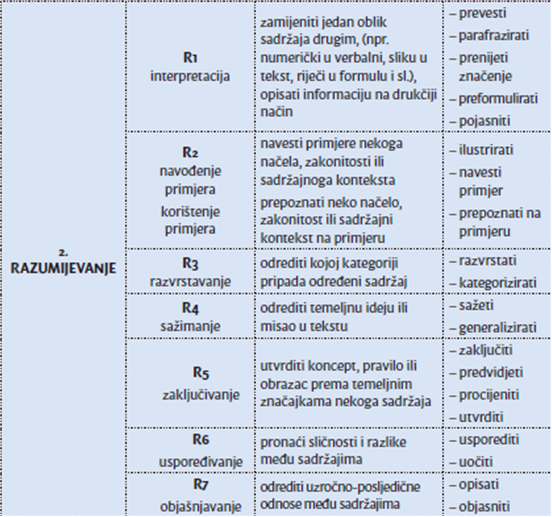 2.
RAZUMIJEVANJE
R1
interpretacija
zamijeniti jedan oblik
sadržaja drugim, (npr.
numerički u verbalni, sliku u
tekst, riječi u formulu i sl.),
opisati informaciju na drukčiji
način
– prevesti
– parafrazirati
– prenijeti
značenje
– preformulirati
– pojasniti
R2
navođenje
primjera
korištenje
primjera
navesti primjere nekoga
načela, zakonitosti ili
sadržajnoga konteksta
prepoznati neko načelo,
zakonitost ili sadržajni
kontekst na primjeru
– ilustrirati
– navesti
primjer
– prepoznati na
primjeru
R3
razvrstavanje
odrediti kojoj kategoriji
pripada određeni sadržaj
– razvrstati
– kategorizirati
R4
sažimanje
odrediti temeljnu ideju ili
misao u tekstu
– sažeti
– generalizirati
R5
zaključivanje
utvrditi koncept, pravilo ili
obrazac prema temeljnim
značajkama nekoga sadržaja
– zaključiti
– predvidjeti
– procijeniti
– utvrditi
R6
uspoređivanje
pronaći sličnosti i razlike
među sadržajima
– usporediti
– uočiti
R7
objašnjavanje
odrediti uzročno-posljedične
odnose među sadržajima
– opisati
– objasniti